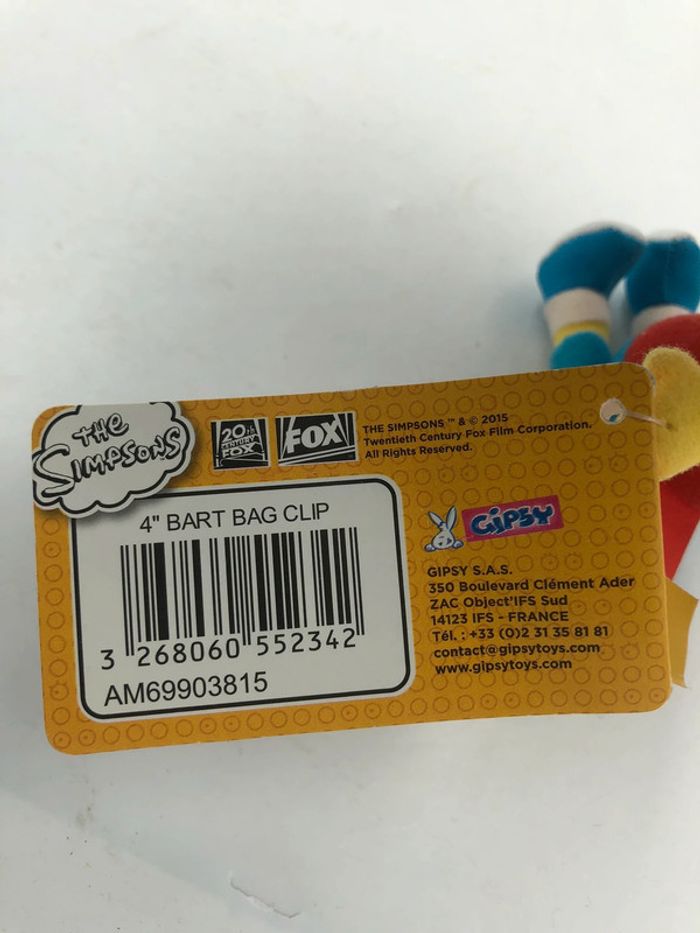 the
SIMPSONS
20th
CENTURY
FOX
FOX
THE SIMPSONS ™ & © 2015
Twentieth Century Fox Film Corporation.
All Rights Reserved.
4" BART BAG CLIP
3 268060 552342
AM69903815
GiPSY
GIPSY S.A.S.
350 Boulevard Clément Ader
ZAC Object'IFS Sud
14123 IFS - FRANCE
Tél. : +33 (0)2 31 35 81 81
contact@gipsytoys.com
www.gipsytoys.com